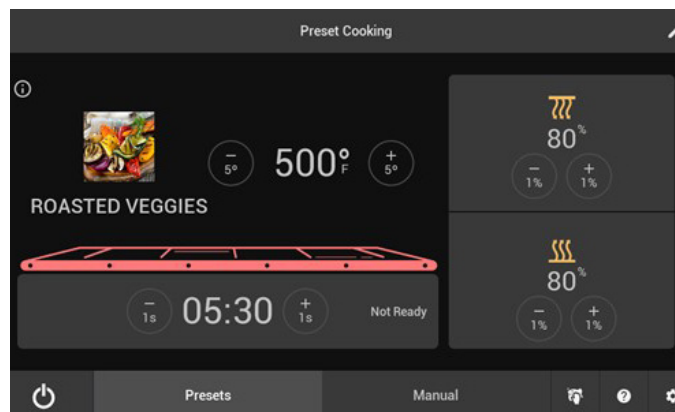 Preset Cooking
−
5°
500°F
+
5°
ROASTED VEGGIES
80%
−
1%
+
1%
−
1s
05:30
+
1s
Not Ready
80%
−
1%
+
1%
Presets
Manual
?